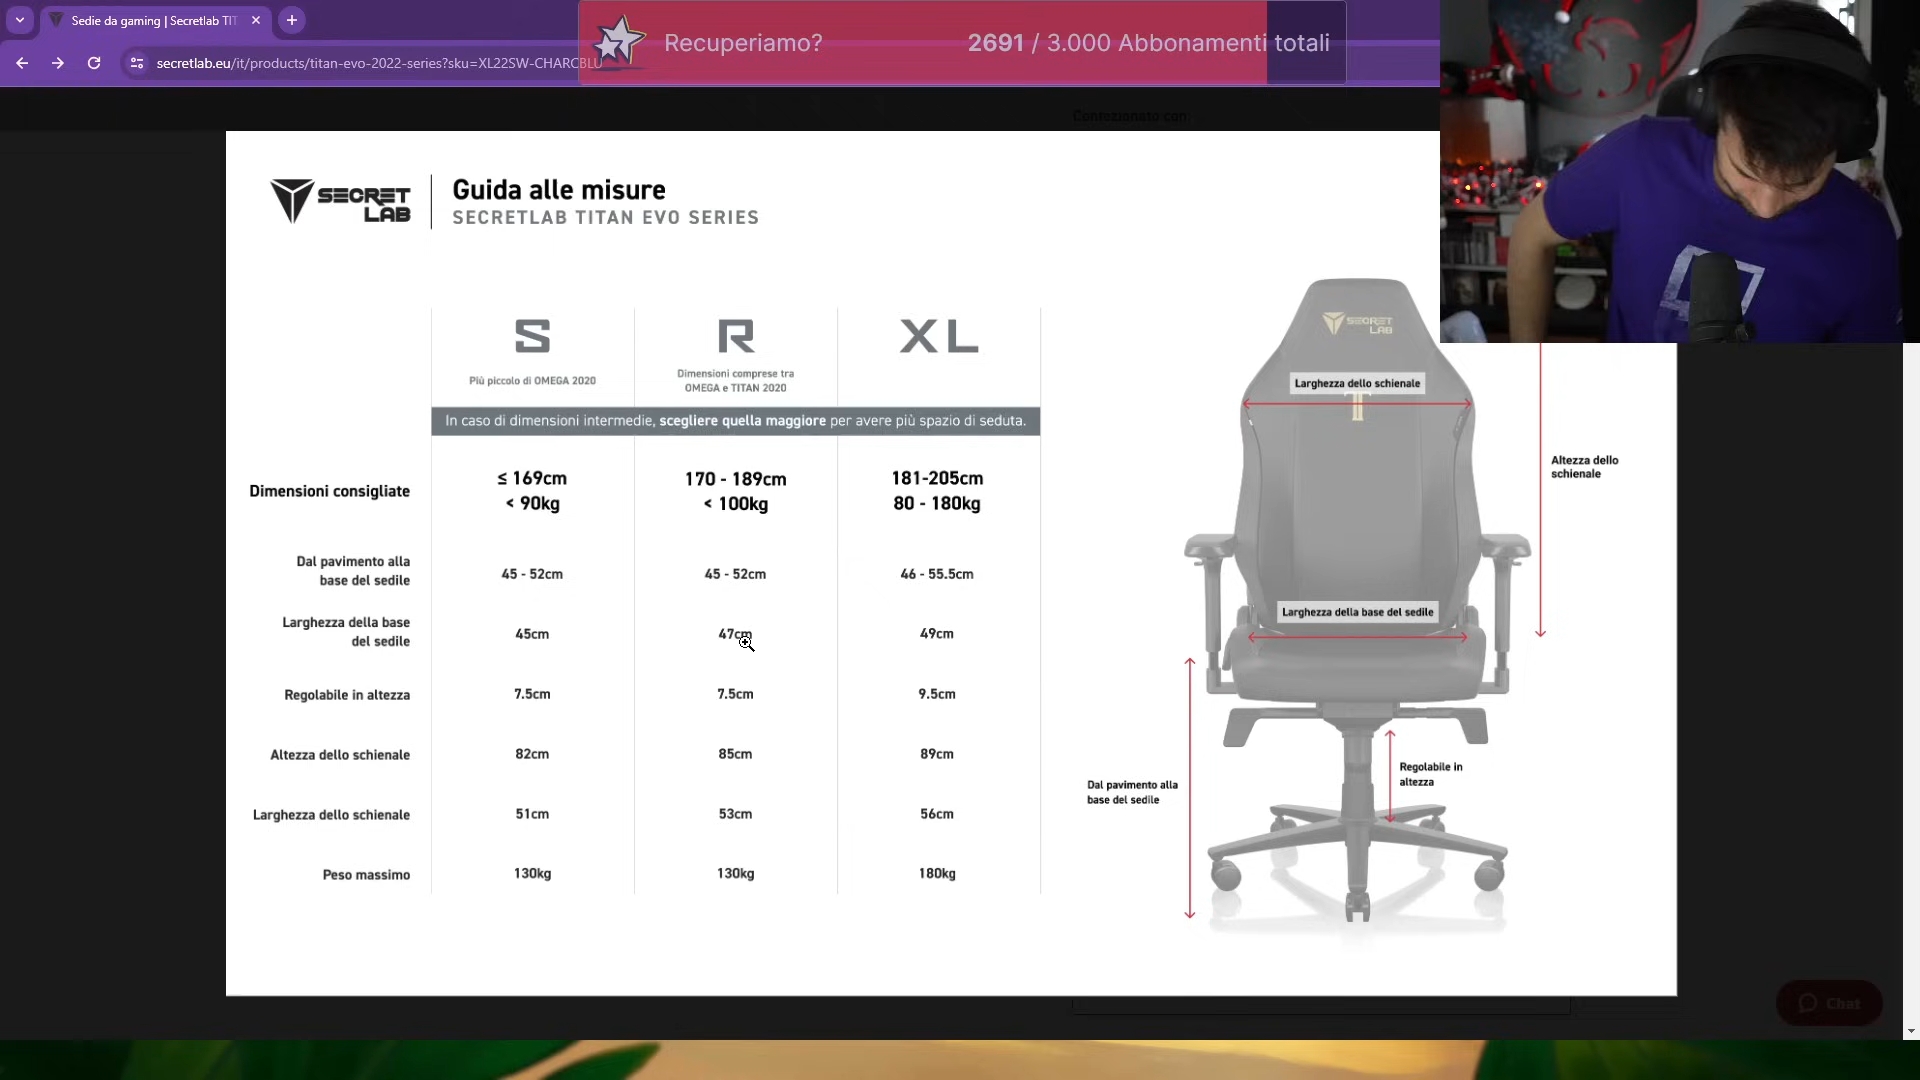 Sedie da gaming | Secretlab TIT
Recuperiamo?
2691 / 3.000 Abbonamenti totali
secretlab.eu/it/products/titan-evo-2022-series?sku=XL22SW-CHARCBLU
Confezionato con
SECRET LAB
Guida alle misure
SECRETLAB TITAN EVO SERIES
S
R
XL
Più piccolo di OMEGA 2020
Dimensioni comprese tra
OMEGA e TITAN 2020
In caso di dimensioni intermedie, scegliere quella maggiore per avere più spazio di seduta.
Dimensioni consigliate
≤ 169cm
< 90kg
170 - 189cm
< 100kg
181-205cm
80 - 180kg
Dal pavimento alla
base del sedile
45 - 52cm
45 - 52cm
46 - 55.5cm
Larghezza della base
del sedile
45cm
47cm
49cm
Regolabile in altezza
7.5cm
7.5cm
9.5cm
Altezza dello schienale
82cm
85cm
89cm
Larghezza dello schienale
51cm
53cm
56cm
Peso massimo
130kg
130kg
180kg
SECRET LAB
Larghezza dello schienale
Altezza dello
schienale
Larghezza della base del sedile
Regolabile in
altezza
Dal pavimento alla
base del sedile
Chat